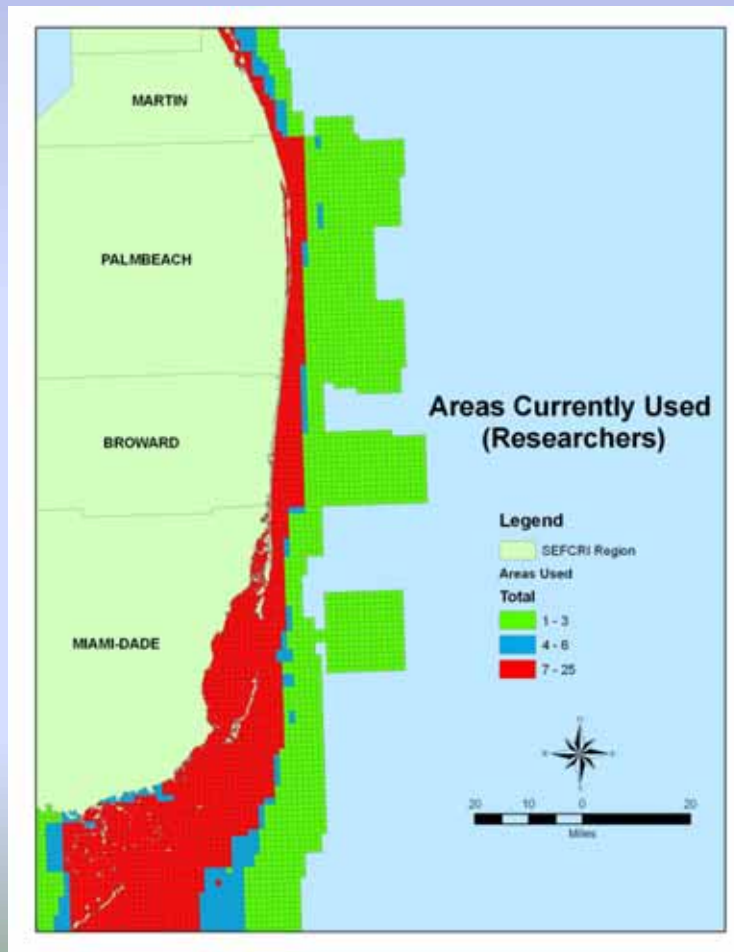 MARTIN
PALMBEACH
BROWARD
MIAMI-DADE
Areas Currently Used
(Researchers)
Legend
SEFCRI Region
Areas Used
Total
1 - 3
4 - 6
7 - 25
N
S
20 10 0 20
Miles